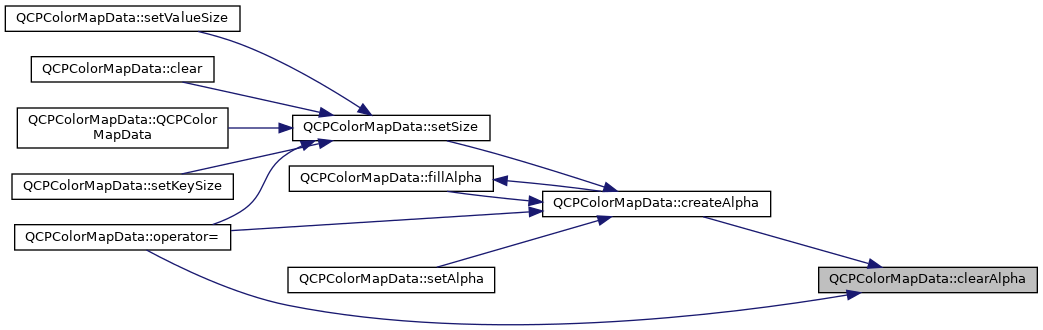 QCPColorMapData::setValueSize
QCPColorMapData::clear
QCPColorMapData::QCPColor
MapData
QCPColorMapData::setKeySize
QCPColorMapData::operator=
QCPColorMapData::setSize
QCPColorMapData::fillAlpha
QCPColorMapData::setAlpha
QCPColorMapData::createAlpha
QCPColorMapData::clearAlpha